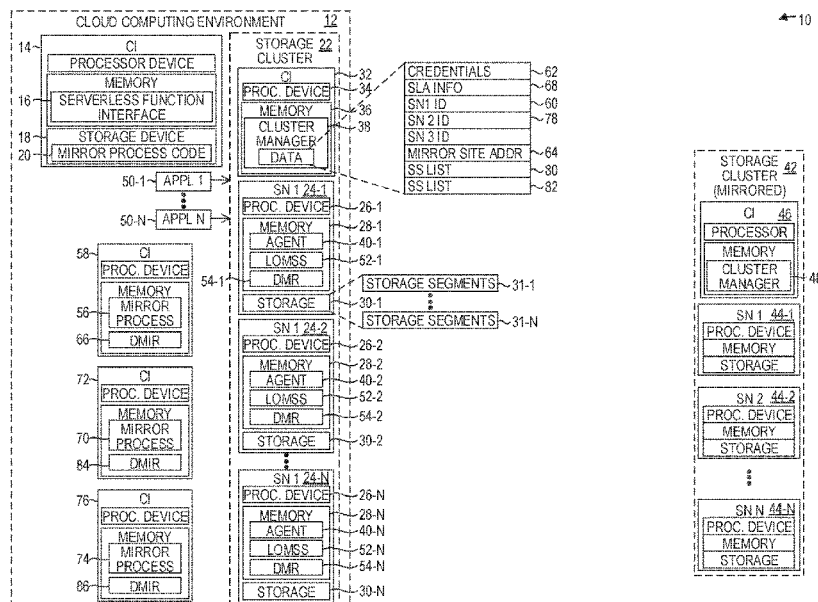 CLOUD COMPUTING ENVIRONMENT 12
10
14
CI
PROCESSOR DEVICE
MEMORY
16
SERVERLESS FUNCTION
INTERFACE
18
STORAGE DEVICE
20
MIRROR PROCESS CODE
50-1
APPL 1
50-N
APPL N
58
CI
PROC. DEVICE
MEMORY
56
MIRROR
PROCESS
66
DMIR
72
CI
PROC. DEVICE
MEMORY
70
MIRROR
PROCESS
84
DMIR
76
CI
PROC. DEVICE
MEMORY
74
MIRROR
PROCESS
86
DMIR
STORAGE 22
CLUSTER
CI
32
PROC. DEVICE
34
MEMORY
36
CLUSTER
MANAGER
38
DATA
SN 1 24-1
PROC. DEVICE
26-1
MEMORY
28-1
AGENT
40-1
LOMSS
52-1
54-1
DMR
STORAGE
30-1
SN 1 24-2
PROC. DEVICE
26-2
MEMORY
28-2
AGENT
40-2
LOMSS
52-2
DMR
54-2
STORAGE
30-2
SN 1 24-N
PROC. DEVICE
26-N
MEMORY
28-N
AGENT
40-N
LOMSS
52-N
DMR
54-N
STORAGE
30-N
CREDENTIALS
62
SLA INFO
68
SN1 ID
60
SN 2 ID
78
SN 3 ID
MIRROR SITE ADDR
64
SS LIST
80
SS LIST
82
STORAGE SEGMENTS
31-1
STORAGE SEGMENTS
31-N
STORAGE 42
CLUSTER
(MIRRORED)
CI 46
PROCESSOR
MEMORY
CLUSTER
MANAGER
48
SN 1 44-1
PROC. DEVICE
MEMORY
STORAGE
SN 2 44-2
PROC. DEVICE
MEMORY
STORAGE
SN N 44-N
PROC. DEVICE
MEMORY
STORAGE